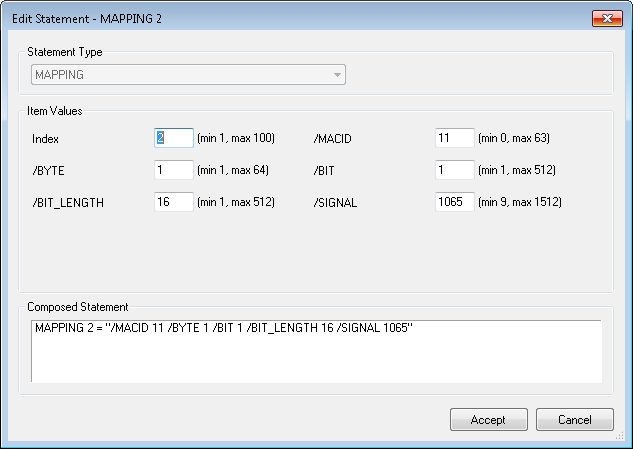 Edit Statement - MAPPING 2
Statement Type
MAPPING
Item Values
Index 2 (min 1, max 100) /MACID 11 (min 0, max 63)
/BYTE 1 (min 1, max 64) /BIT 1 (min 1, max 512)
/BIT_LENGTH 16 (min 1, max 512) /SIGNAL 1065 (min 9, max 1512)
Composed Statement
MAPPING 2 = "/MACID 11 /BYTE 1 /BIT 1 /BIT_LENGTH 16 /SIGNAL 1065"
Accept Cancel